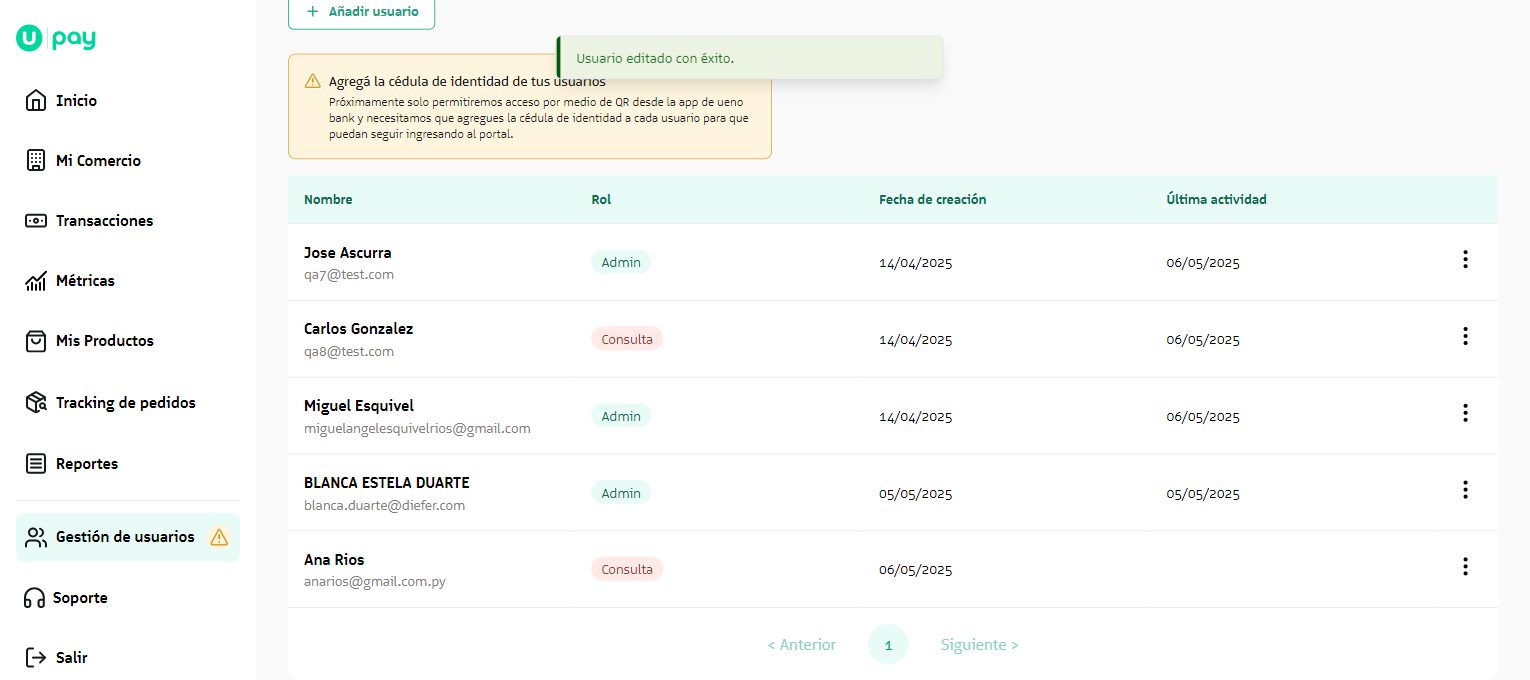 U pay
Inicio
Mi Comercio
Transacciones
Métricas
Mis Productos
Tracking de pedidos
Reportes
Gestión de usuarios
Soporte
Salir
+ Añadir usuario
Usuario editado con éxito.
Agregá la cédula de identidad de tus usuarios
Próximamente solo permitiremos acceso por medio de QR desde la app de ueno
bank y necesitamos que agregues la cédula de identidad a cada usuario para que
puedan seguir ingresando al portal.
Nombre Rol Fecha de creación Última actividad
Jose Ascurra
qa7@test.com
Admin 14/04/2025 06/05/2025
Carlos Gonzalez
qa8@test.com
Consulta 14/04/2025 06/05/2025
Miguel Esquivel
miguelangelesquivelrios@gmail.com
Admin 14/04/2025 06/05/2025
BLANCA ESTELA DUARTE
blanca.duarte@diefer.com
Admin 05/05/2025 05/05/2025
Ana Rios
anarios@gmail.com.py
Consulta 06/05/2025
< Anterior 1 Siguiente >